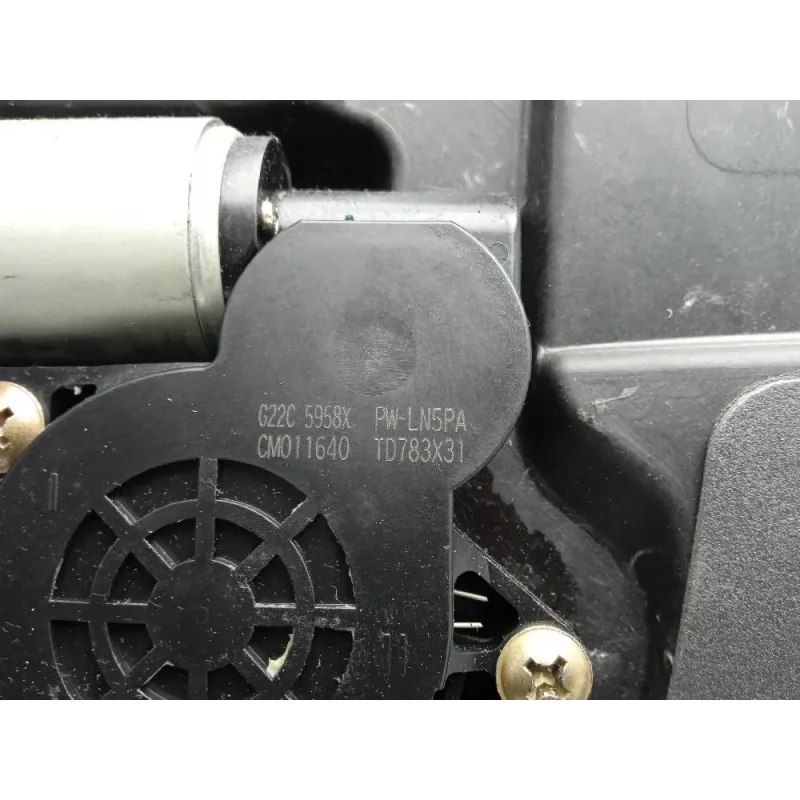 G22C 5958X PW-LN5PA
CM011640 TD783X31